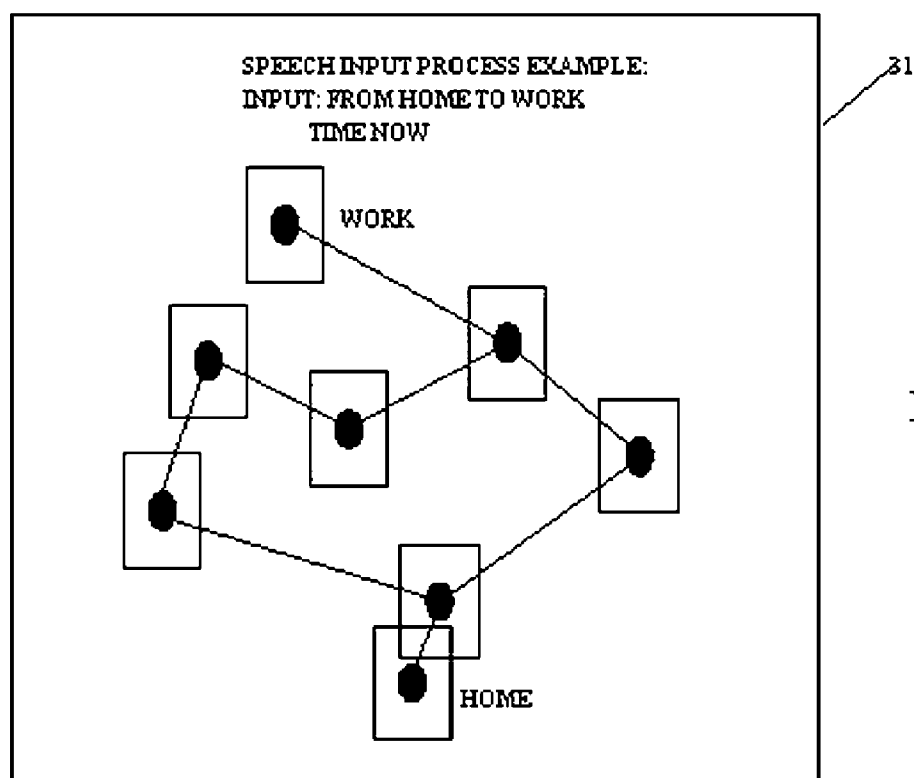 SPEECH INPUT PROCESS EXAMPLE:
INPUT: FROM HOME TO WORK
TIME NOW
31
WORK
HOME